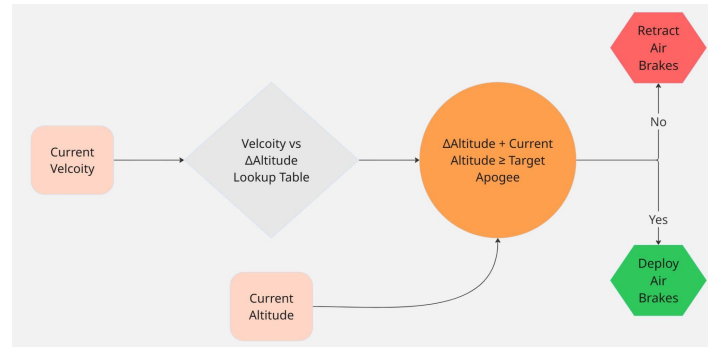 Current
Velcoity
Velcoity vs
ΔAltitude
Lookup Table
ΔAltitude + Current
Altitude ≥ Target
Apogee
Retract
Air
Brakes
No
Yes
Deploy
Air
Brakes
Current
Altitude